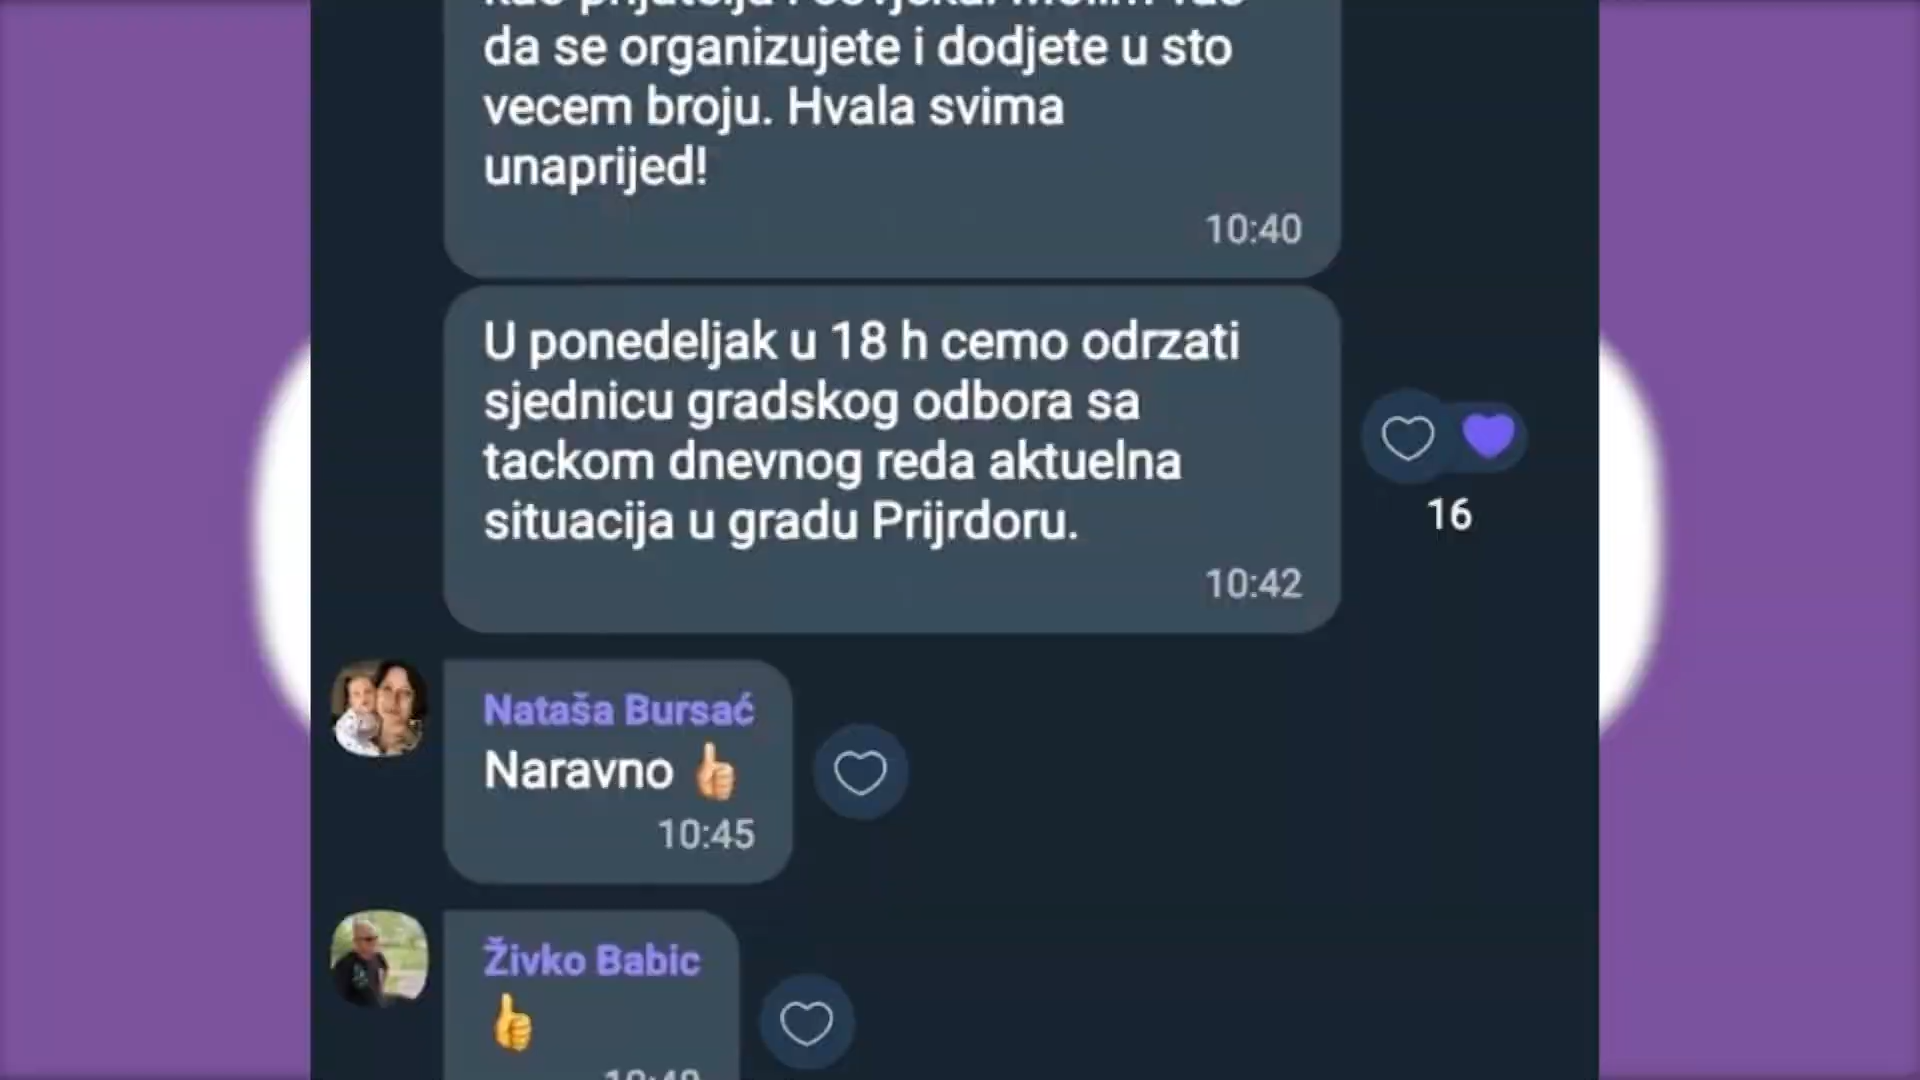 da se organizujete i dodjete u sto
vecem broju. Hvala svima
unaprijed!
10:40
U ponedeljak u 18 h cemo odrzati
sjednicu gradskog odbora sa
tackom dnevnog reda aktuelna
situacija u gradu Prijrdoru.
10:42
16
Nataša Bursać
Naravno 👍
10:45
Živko Babic
👍